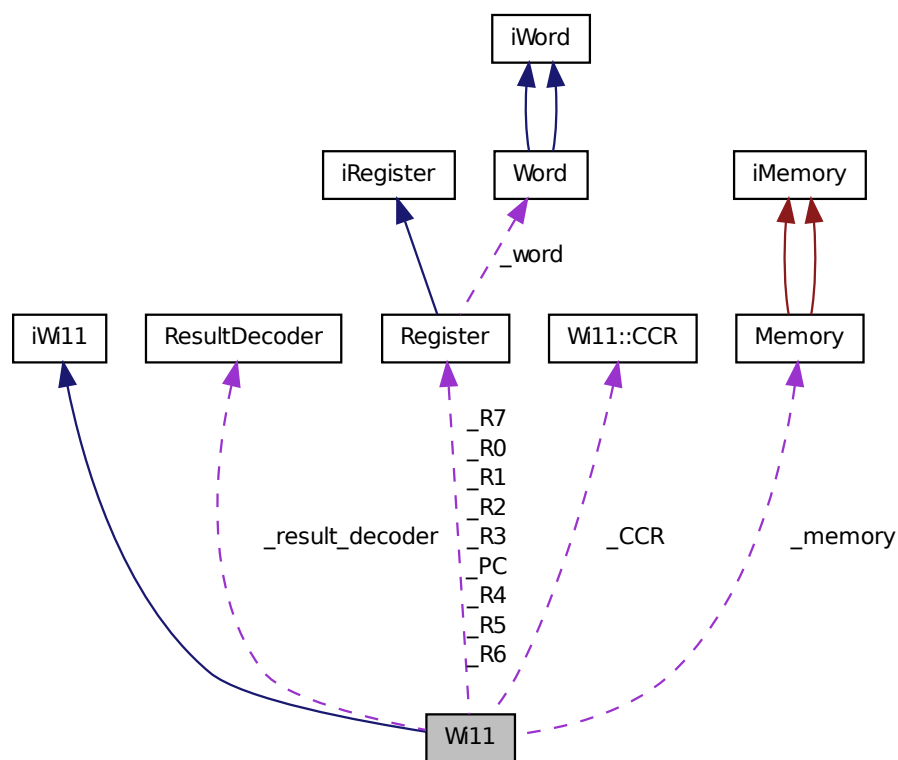 iWord
iRegister
Word
iMemory
_word
iWi11
ResultDecoder
Register
Wi11::CCR
Memory
_R7
_R0
_R1
_R2
_result_decoder
_R3
_CCR
_memory
_PC
_R4
_R5
_R6
Wi11